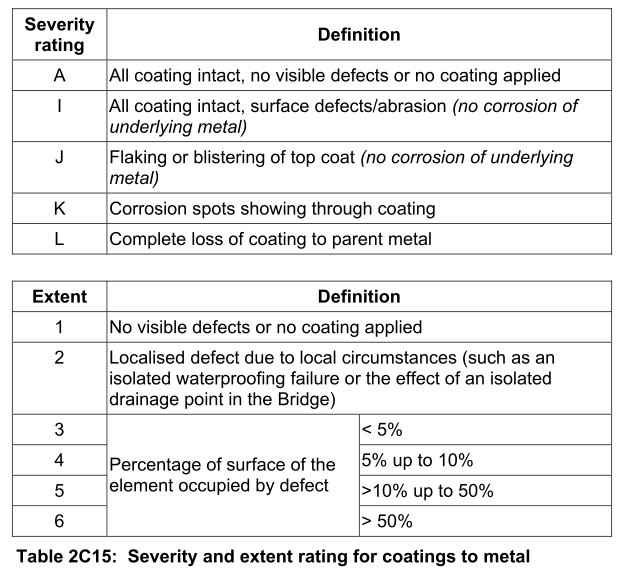 Severity
rating
Definition
A
All coating intact, no visible defects or no coating applied
I
All coating intact, surface defects/abrasion (no corrosion of
underlying metal)
J
Flaking or blistering of top coat (no corrosion of underlying
metal)
K
Corrosion spots showing through coating
L
Complete loss of coating to parent metal
Extent
Definition
1
No visible defects or no coating applied
2
Localised defect due to local circumstances (such as an
isolated waterproofing failure or the effect of an isolated
drainage point in the Bridge)
3
Percentage of surface of the
element occupied by defect
< 5%
4
5% up to 10%
5
>10% up to 50%
6
> 50%
Table 2C15:  Severity and extent rating for coatings to metal